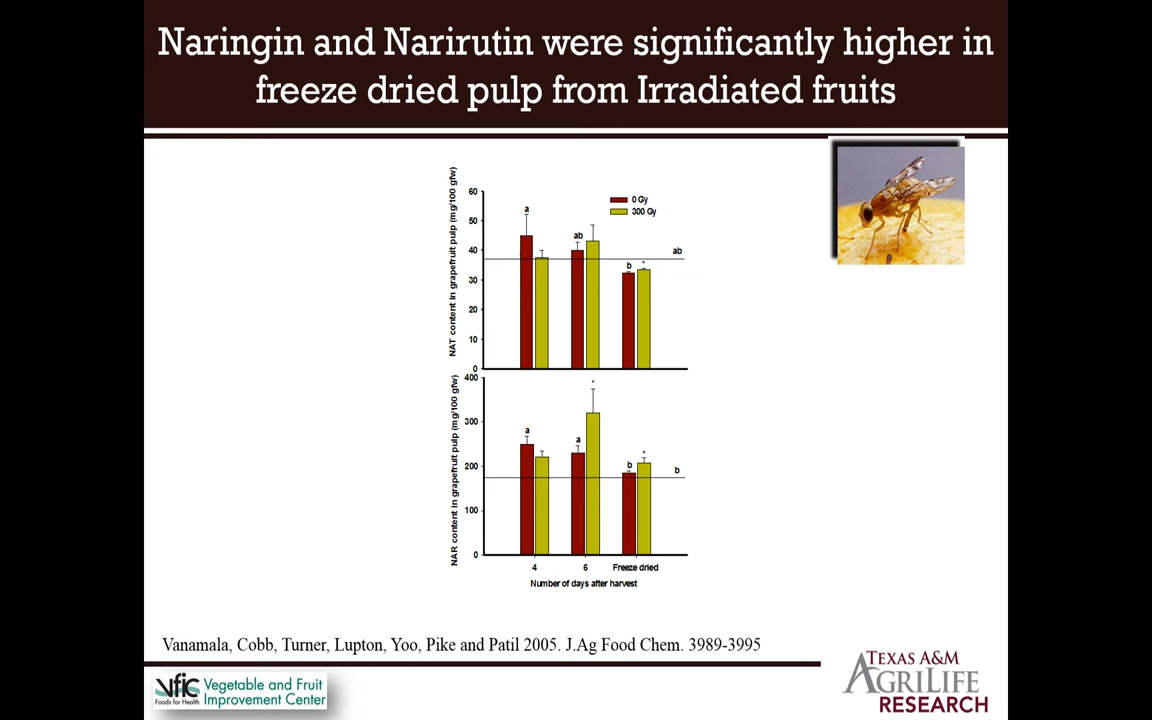 Naringin and Narirutin were significantly higher in
freeze dried pulp from Irradiated fruits
NAT content in grapefruit pulp (mg/100 gfw)
60
50
40
30
20
10
0
0 Gy
300 Gy
a
ab
b
*
ab
NAR content in grapefruit pulp (mg/100 gfw)
400
300
200
100
0
a
a
*
b
*
b
4 6 Freeze dried
Number of days after harvest
Vanamala, Cobb, Turner, Lupton, Yoo, Pike and Patil 2005. J.Ag Food Chem. 3989-3995
vfic
Foods for Health
Vegetable and Fruit
Improvement Center
TEXAS A&M
AGRILIFE
RESEARCH